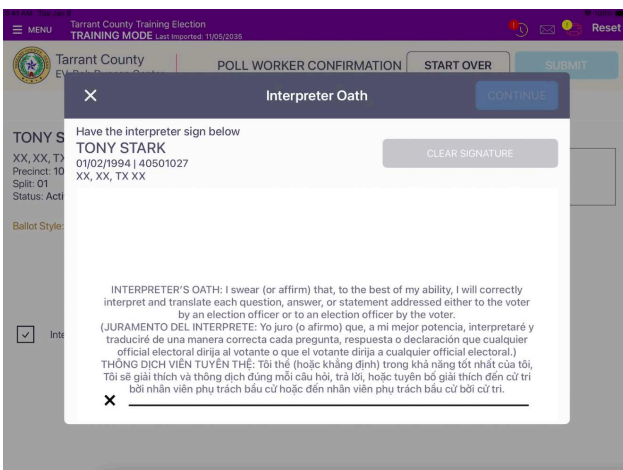 MENU
Tarrant County Training Election
TRAINING MODE Last Imported: 11/05/2035
Reset
Tarrant County
POLL WORKER CONFIRMATION
START OVER
SUBMIT
Interpreter Oath
CONTINUE
Have the interpreter sign below
TONY STARK
01/02/1994 | 40501027
XX, XX, TX XX
CLEAR SIGNATURE
TONY S
XX, XX, TX
Precinct: 10
Split: 01
Status: Acti
Ballot Style:
Inte
INTERPRETER'S OATH: I swear (or affirm) that, to the best of my ability, I will correctly
interpret and translate each question, answer, or statement addressed either to the voter
by an election officer or to an election officer by the voter.
(JURAMENTO DEL INTERPRETE: Yo juro (o afirmo) que, a mi mejor potencia, interpretaré y
traduciré de una manera correcta cada pregunta, respuesta o declaración que cualquier
official electoral dirija al votante o que el votante dirija a cualquier official electoral.)
THÔNG DỊCH VIÊN TUYÊN THỆ: Tôi thề (hoặc khẳng định) trong khả năng tốt nhất của tôi,
Tôi sẽ giải thích và thông dịch đúng mỗi câu hỏi, trả lời, hoặc tuyên bố giải thích đến cử tri
bởi nhân viên phụ trách bầu cử hoặc đến nhân viên phụ trách bầu cử bởi cử tri.